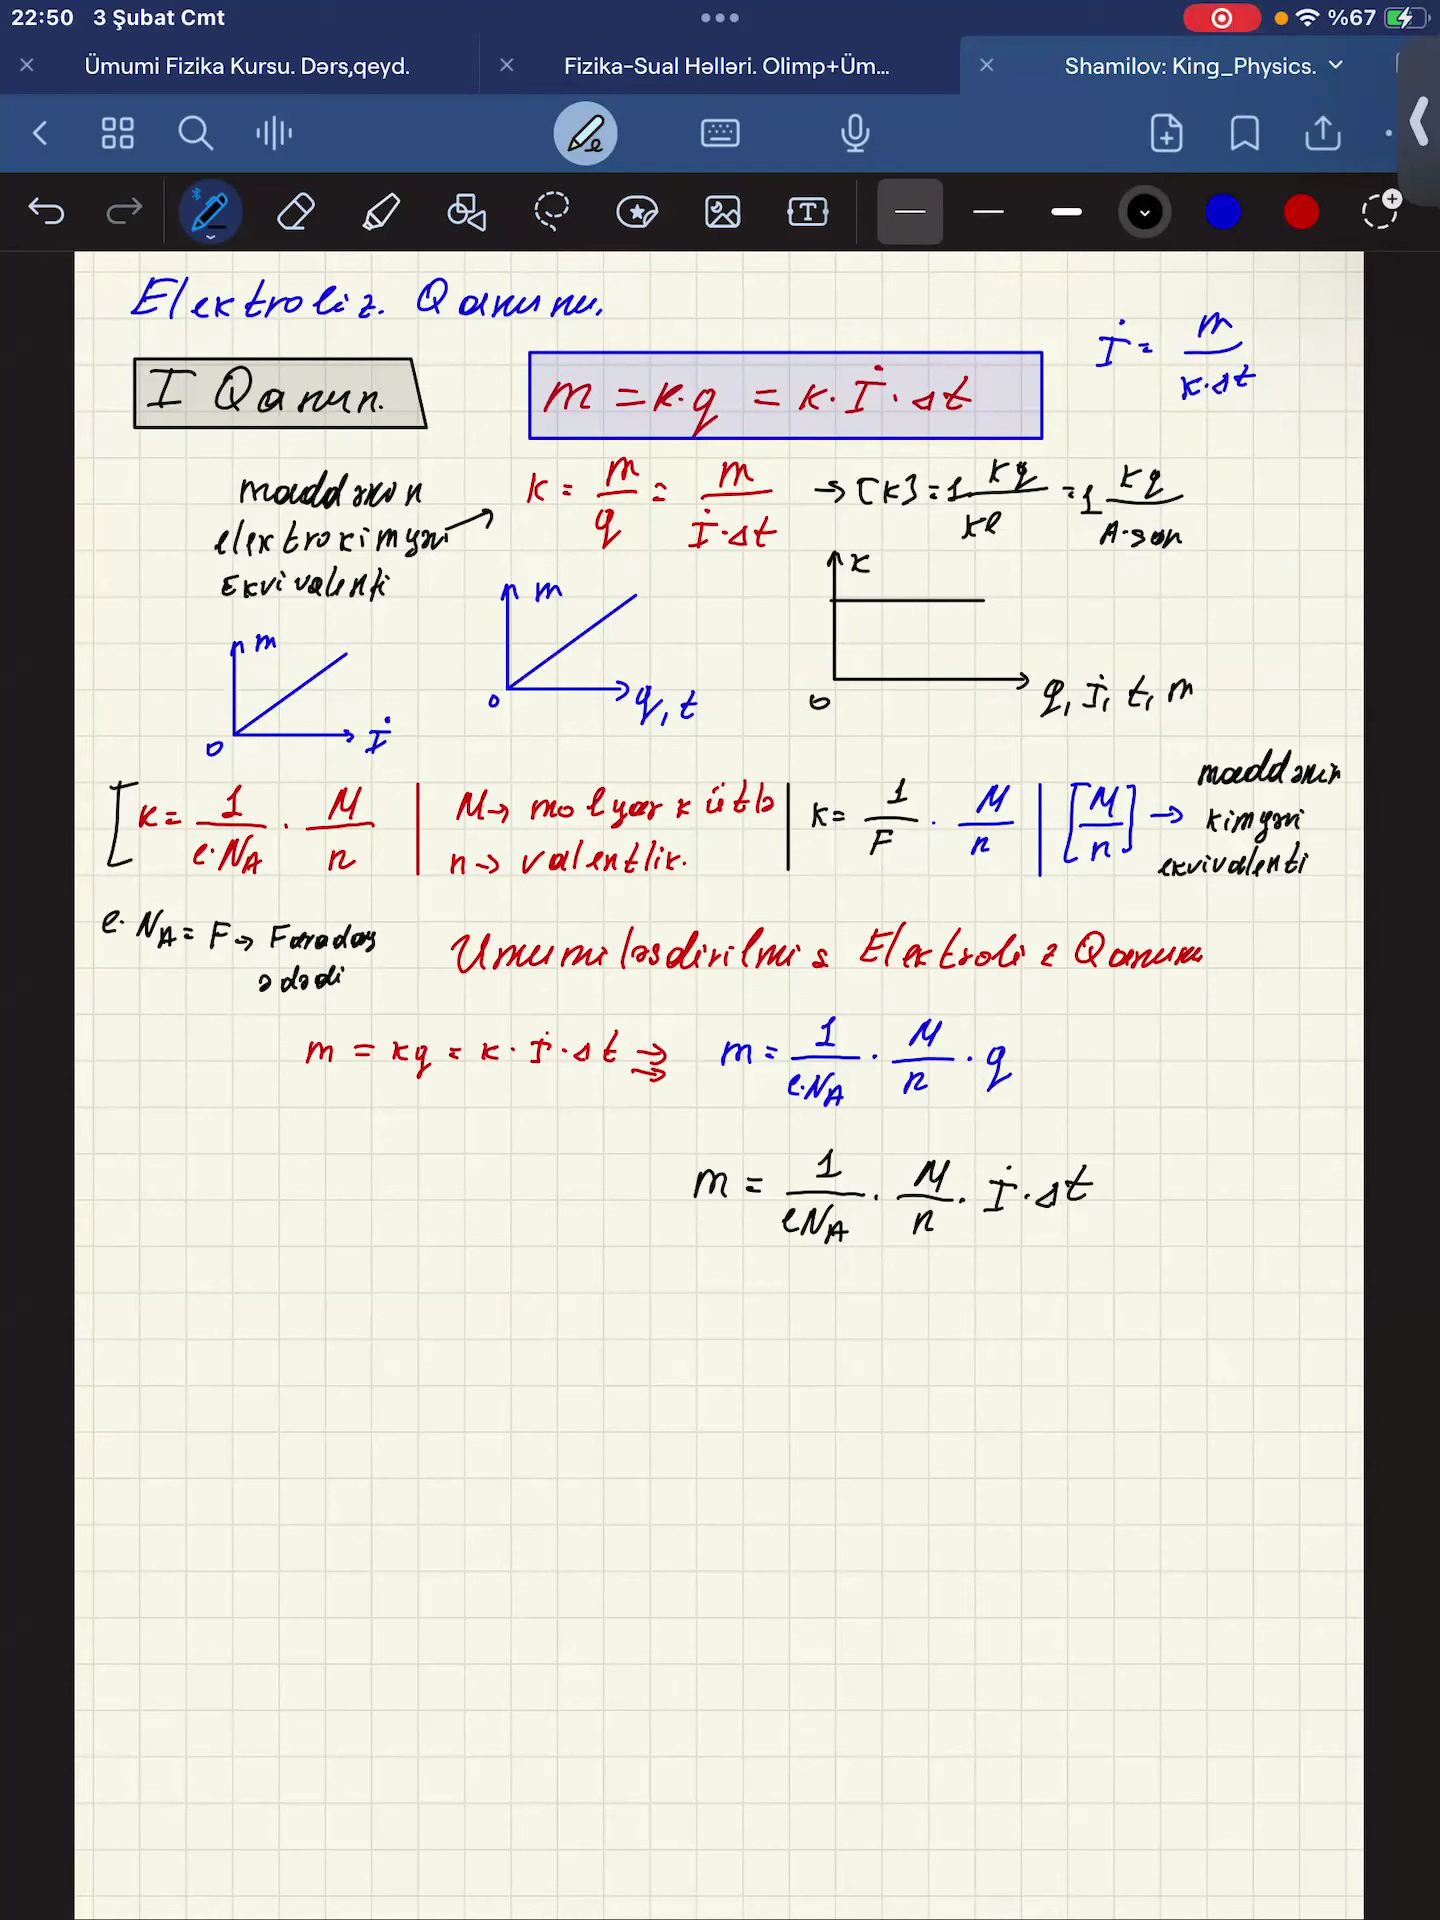 22:50 3 Şubat Cmt %67
Ümumi Fizika Kursu. Dərs,qeyd. Fizika-Sual Həlləri. Olimp+Üm... Shamilov: King_Physics.
Elektroliz. Qanunu.
I Qanun. m = k·q = k·İ·Δt İ = m/(k·Δt)
maddənin
elektrokimyəvi
Ekvivalenti
k = m/q = m/(İ·Δt) → [k] = 1 kq/kl = 1 kq/(A·san)
m
0 İ
m
0 q, t
k
0 q, İ, t, m
[k = 1/(e·N_A) · M/n | M→ molyar kütlə | k = 1/F · M/n | [M/n] → maddənin
n→ valentlik. kimyəvi
ekvivalenti
e·N_A = F → Faraday
ədədi
Ümumiləşdirilmiş Elektroliz Qanunu
m = kq = k·İ·Δt ⇒ m = 1/(e·N_A) · M/n · q
m = 1/(eN_A) · M/n · İ·Δt